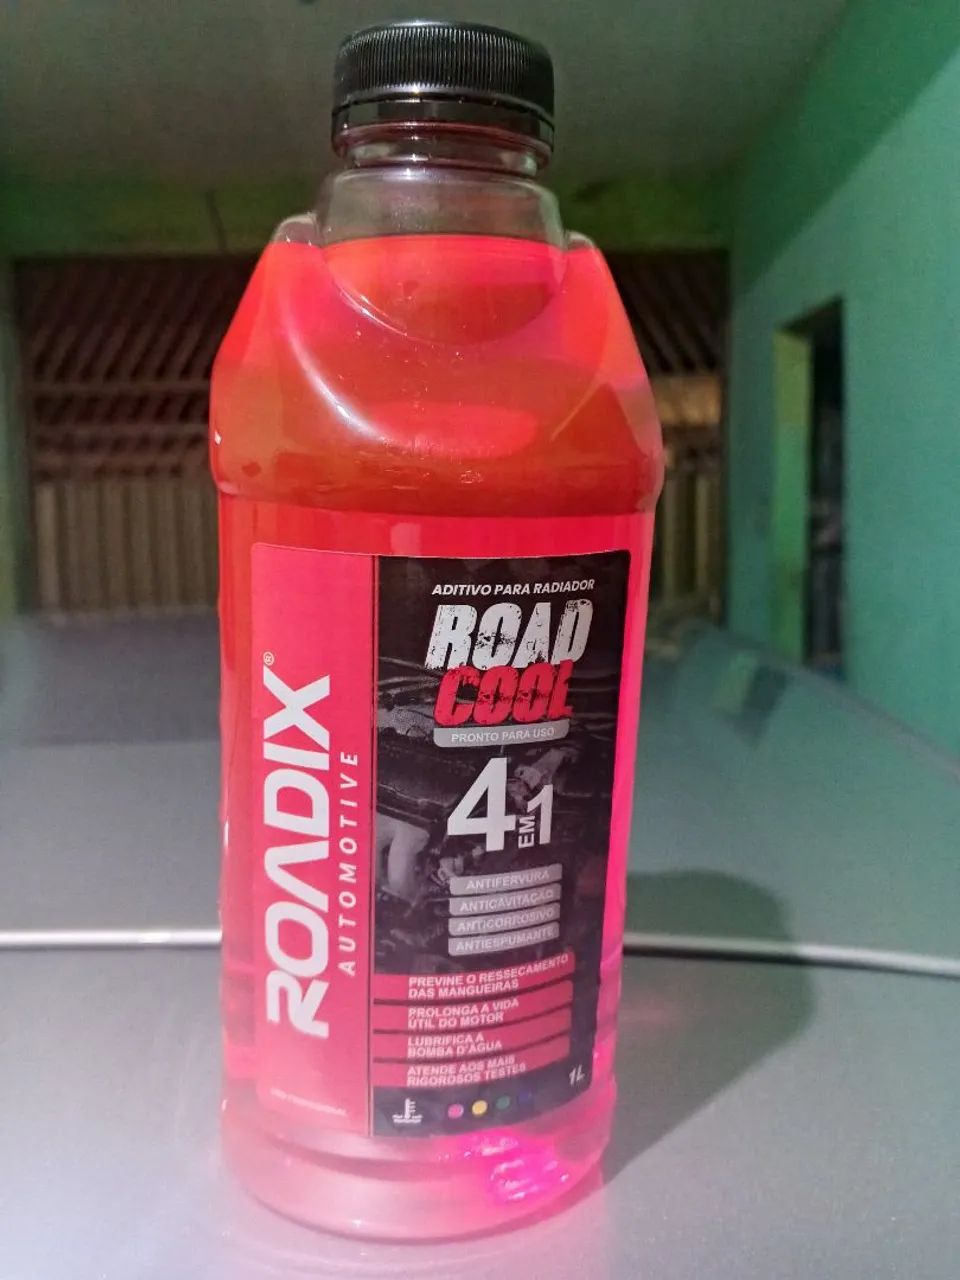 ROADIX®
AUTOMOTIVE
ADITIVO PARA RADIADOR
ROAD
COOL
PRONTO PARA USO
4 EM 1
ANTIFERVURA
ANTICAVITAÇÃO
ANTICORROSIVO
ANTIESPUMANTE
PREVINE O RESSECAMENTO
DAS MANGUEIRAS
PROLONGA A VIDA
ÚTIL DO MOTOR
LUBRIFICA A
BOMBA D'ÁGUA
ATENDE AOS MAIS
RIGOROSOS TESTES
1L